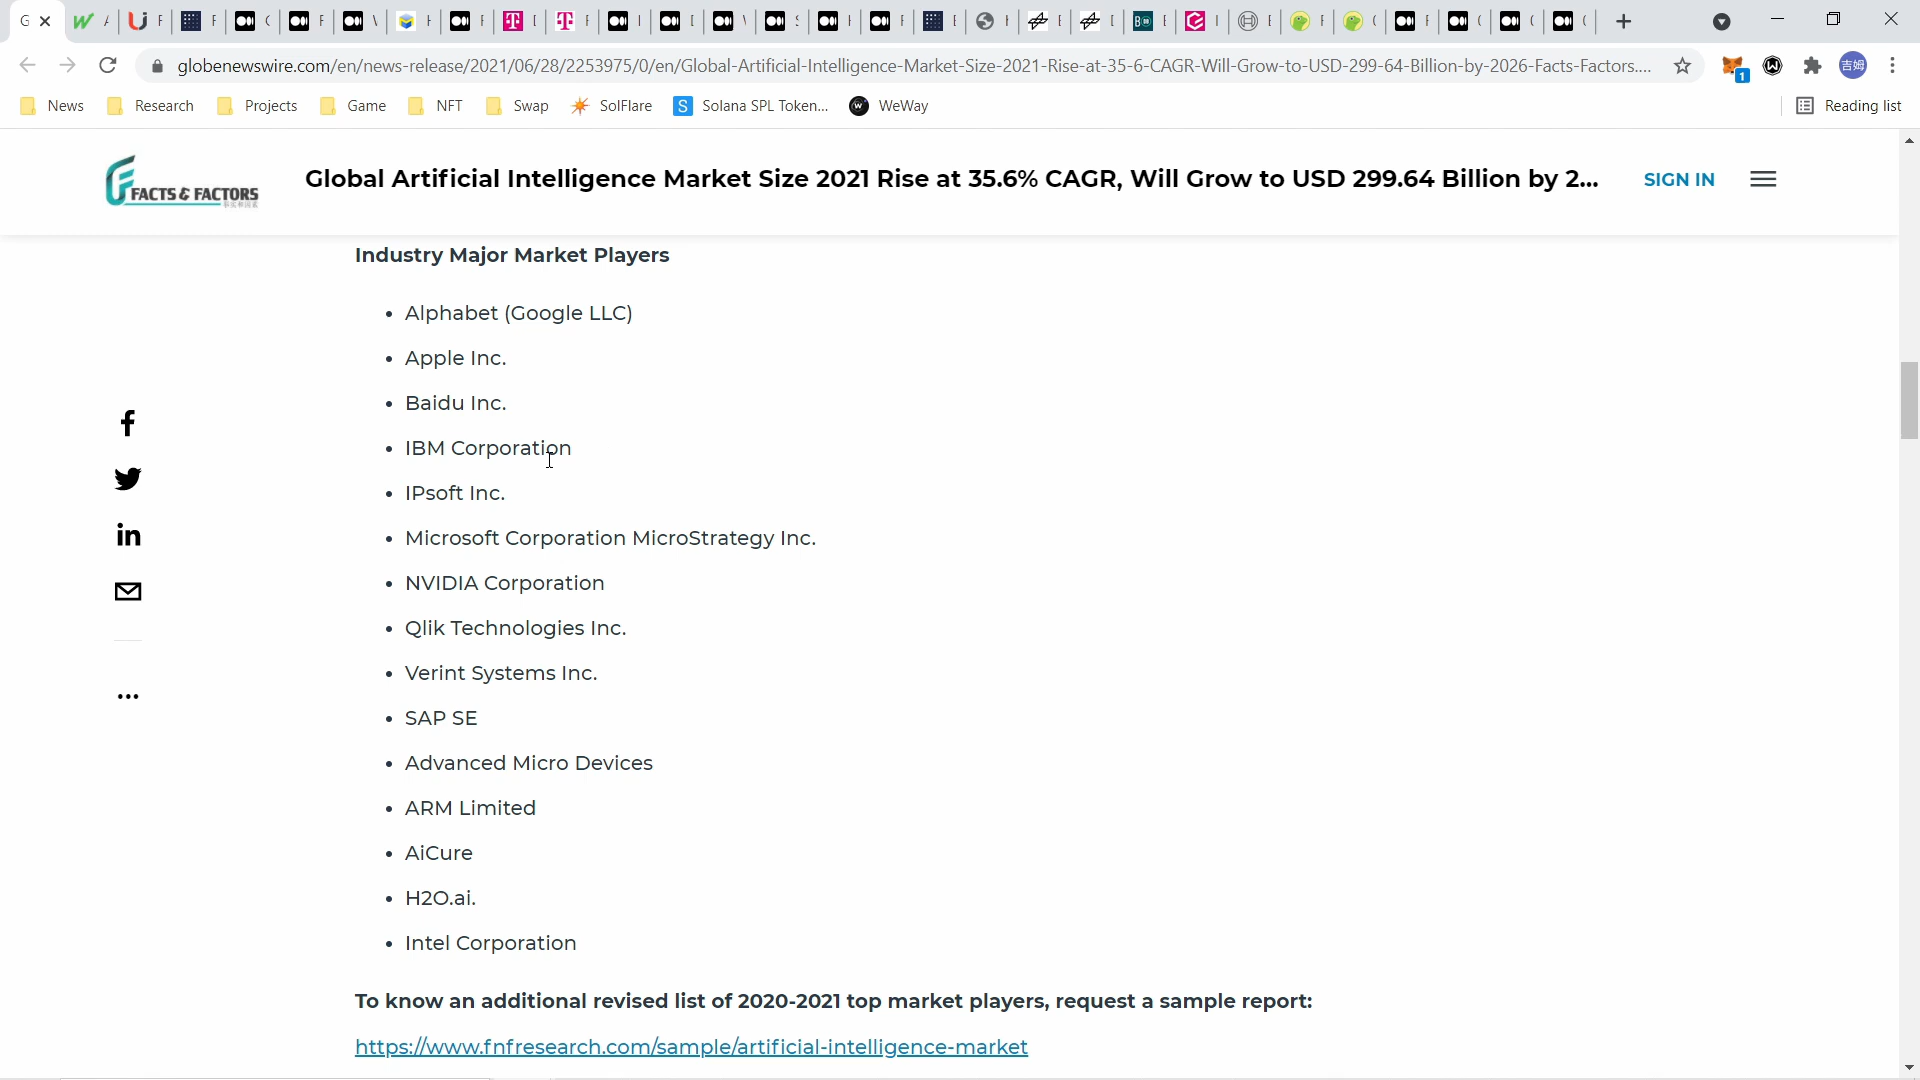 globenewswire.com/en/news-release/2021/06/28/2253975/0/en/Global-Artificial-Intelligence-Market-Size-2021-Rise-at-35-6-CAGR-Will-Grow-to-USD-299-64-Billion-by-2026-Facts-Factors....
1
吉姆
News
Research
Projects
Game
NFT
Swap
SolFlare
Solana SPL Token...
WeWay
Reading list
FACTS & FACTORS
Global Artificial Intelligence Market Size 2021 Rise at 35.6% CAGR, Will Grow to USD 299.64 Billion by 2...
SIGN IN
Industry Major Market Players
• Alphabet (Google LLC)
• Apple Inc.
• Baidu Inc.
• IBM Corporation
• IPsoft Inc.
• Microsoft Corporation MicroStrategy Inc.
• NVIDIA Corporation
• Qlik Technologies Inc.
• Verint Systems Inc.
• SAP SE
• Advanced Micro Devices
• ARM Limited
• AiCure
• H2O.ai.
• Intel Corporation
To know an additional revised list of 2020-2021 top market players, request a sample report:
https://www.fnfresearch.com/sample/artificial-intelligence-market